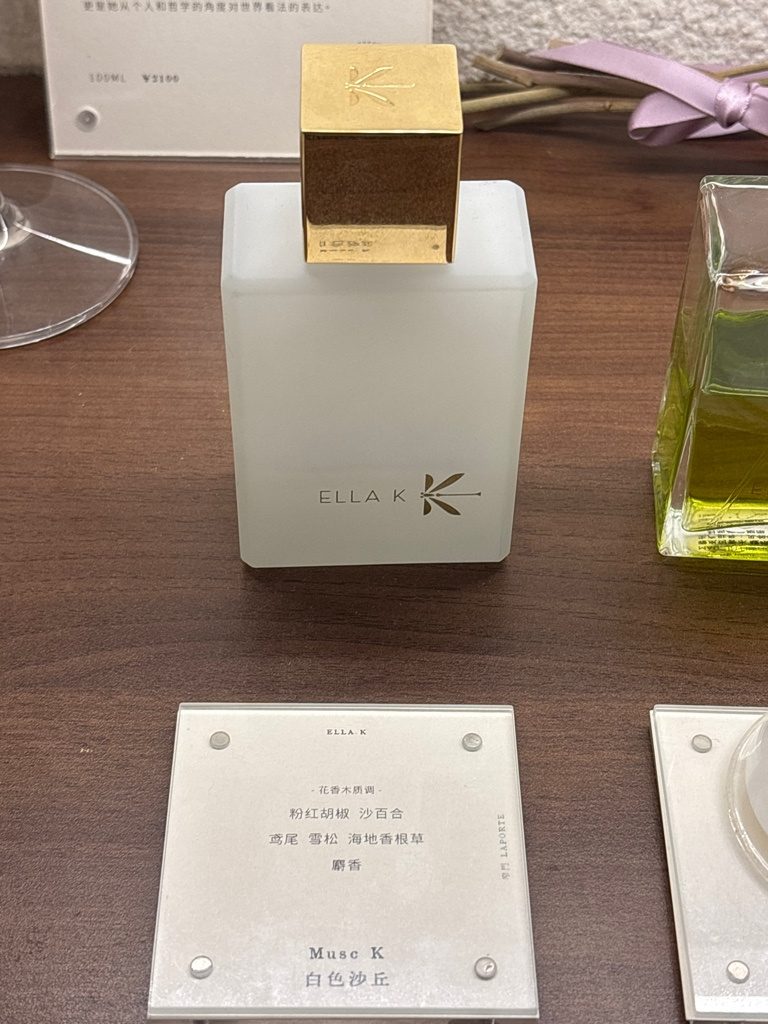 更是她从个人和哲学的角度对世界看法的表达。
100ML ¥2100
ELLA K
ELLA K
- 花香木质调 -
粉红胡椒 沙百合
鸢尾 雪松 海地香根草
麝香
LAPORTE
Musc K
白色沙丘